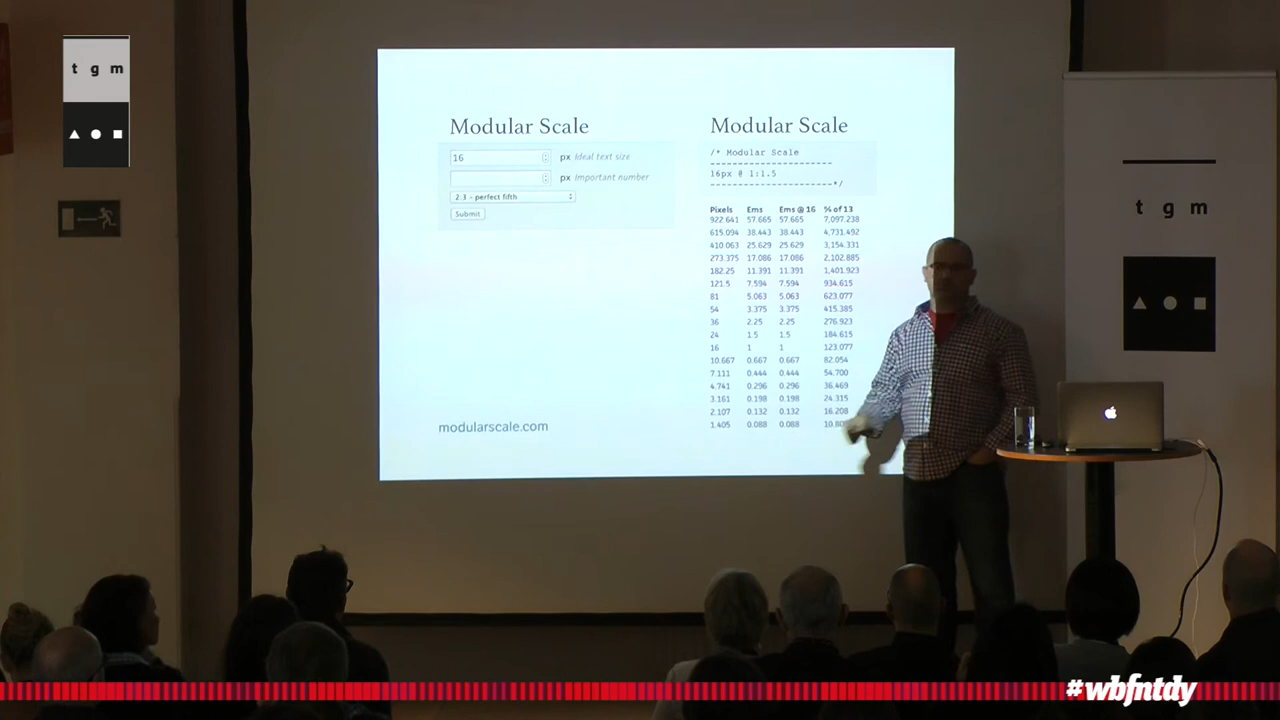 t g m
Modular Scale
16
px Ideal text size
px Important number
2:3 - perfect fifth
Submit
modularscale.com
Modular Scale
/* Modular Scale
----------------------
16px @ 1:1.5
----------------------*/
Pixels Ems Ems @ 16 % of 13
922.641 57.665 57.665 7,097.238
615.094 38.443 38.443 4,731.492
410.063 25.629 25.629 3,154.331
273.375 17.086 17.086 2,102.885
182.25 11.391 11.391 1,401.923
121.5 7.594 7.594 934.615
81 5.063 5.063 623.077
54 3.375 3.375 415.385
36 2.25 2.25 276.923
24 1.5 1.5 184.615
16 1 1 123.077
10.667 0.667 0.667 82.054
7.111 0.444 0.444 54.700
4.741 0.296 0.296 36.469
3.161 0.198 0.198 24.315
2.107 0.132 0.132 16.208
1.405 0.088 0.088
t g m
#wbfntdy